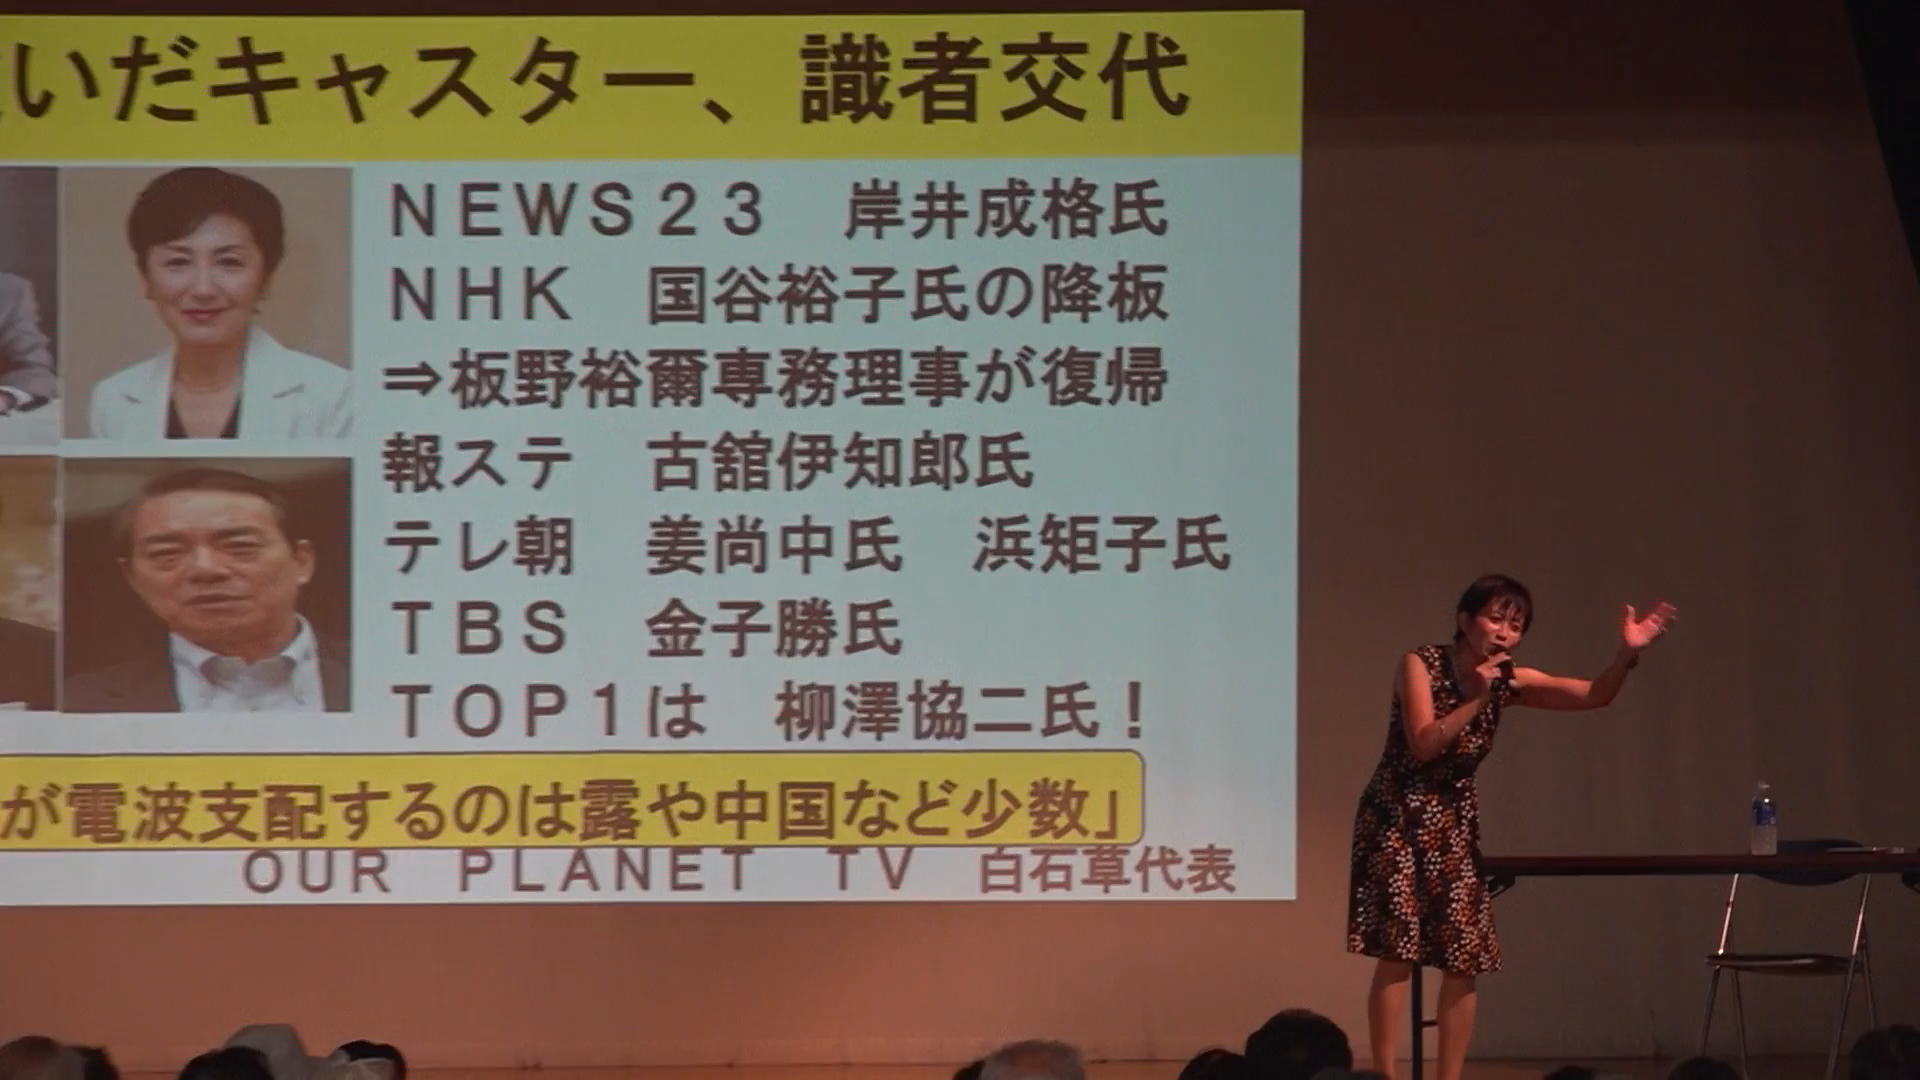 いだキャスター、識者交代
NEWS23 岸井成格氏
NHK 国谷裕子氏の降板
⇒板野裕爾専務理事が復帰
報ステ 古舘伊知郎氏
テレ朝 姜尚中氏 浜矩子氏
TBS 金子勝氏
TOP1は 柳澤協二氏!
が電波支配するのは露や中国など少数」
OUR PLANET TV 白石草代表